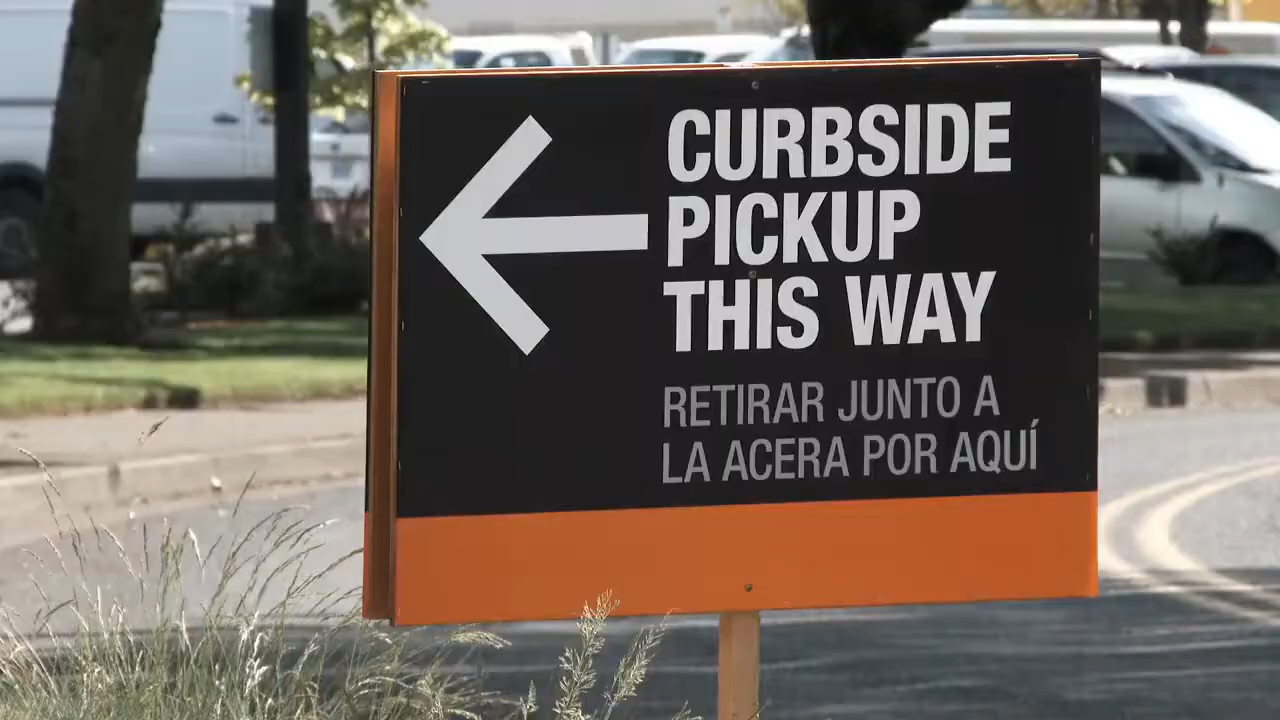 CURBSIDE
PICKUP
THIS WAY
RETIRAR JUNTO A
LA ACERA POR AQUÍ